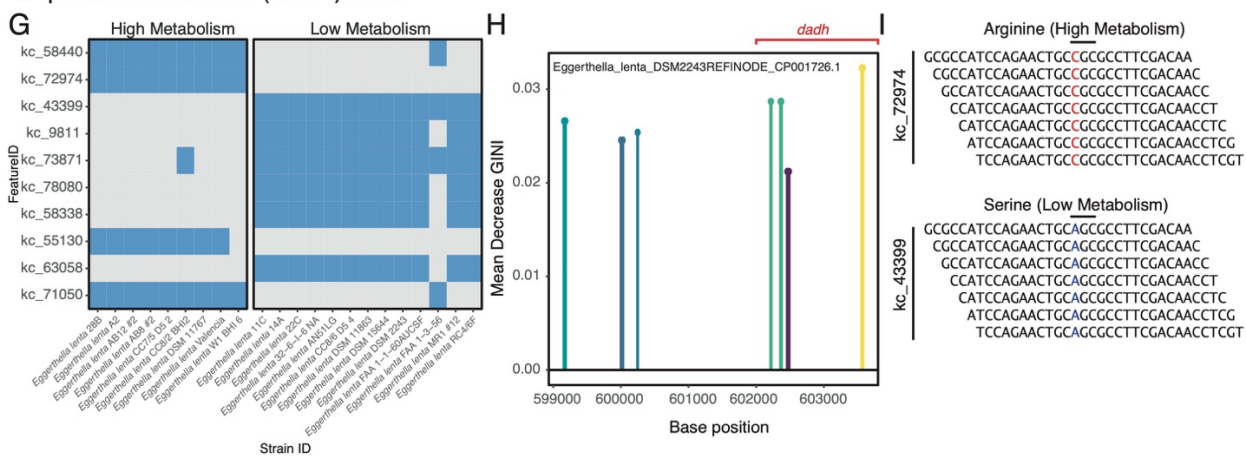 G
High Metabolism
Low Metabolism
FeatureID
kc_58440
kc_72974
kc_43399
kc_9811
kc_73871
kc_78080
kc_58338
kc_55130
kc_63058
kc_71050
Eggerthella lenta 28B
Eggerthella lenta A2
Eggerthella lenta AB12 #2
Eggerthella lenta AB8 #2
Eggerthella lenta CC7/5 D5 2
Eggerthella lenta CC8/2 BHI2
Eggerthella lenta DSM 11767
Eggerthella lenta Valencia
Eggerthella lenta W1 BHI 6
Eggerthella lenta 11C
Eggerthella lenta 14A
Eggerthella lenta 22C
Eggerthella lenta 32-6-I-6 NA
Eggerthella lenta AN51LG
Eggerthella lenta CC8/6 D5 4
Eggerthella lenta DSM 11863
Eggerthella lenta DSM 15644
Eggerthella lenta DSM 2243
Eggerthella lenta FAA 1-1-60AUCSF
Eggerthella lenta FAA 1-3-56
Eggerthella lenta MR1 #12
Eggerthella lenta RC4/6F
Strain ID
H
dadh
Eggerthella_lenta_DSM2243REFINODE_CP001726.1
Mean Decrease GINI
0.03
0.02
0.01
0.00
599000 600000 602000 603000
Base position
I
Arginine (High Metabolism)
kc_72974
GCGCCATCCAGAACTGCCGCGCCTTCGACAA
CGCCATCCAGAACTGCCGCGCCTTCGACAAC
GCCATCCAGAACTGCCGCGCCTTCGACAACC
CCATCCAGAACTGCCGCGCCTTCGACAACCT
CATCCAGAACTGCCGCGCCTTCGACAACCTC
ATCCAGAACTGCCGCGCCTTCGACAACCTCG
TCCAGAACTGCCGCGCCTTCGACAACCTCGT
Serine (Low Metabolism)
kc_43399
GCGCCATCCAGAACTGCAGCGCCTTCGACAA
CGCCATCCAGAACTGCAGCGCCTTCGACAAC
GCCATCCAGAACTGCAGCGCCTTCGACAACC
CCATCCAGAACTGCAGCGCCTTCGACAACCT
CATCCAGAACTGCAGCGCCTTCGACAACCTC
ATCCAGAACTGCAGCGCCTTCGACAACCTCG
TCCAGAACTGCAGCGCCTTCGACAACCTCGT